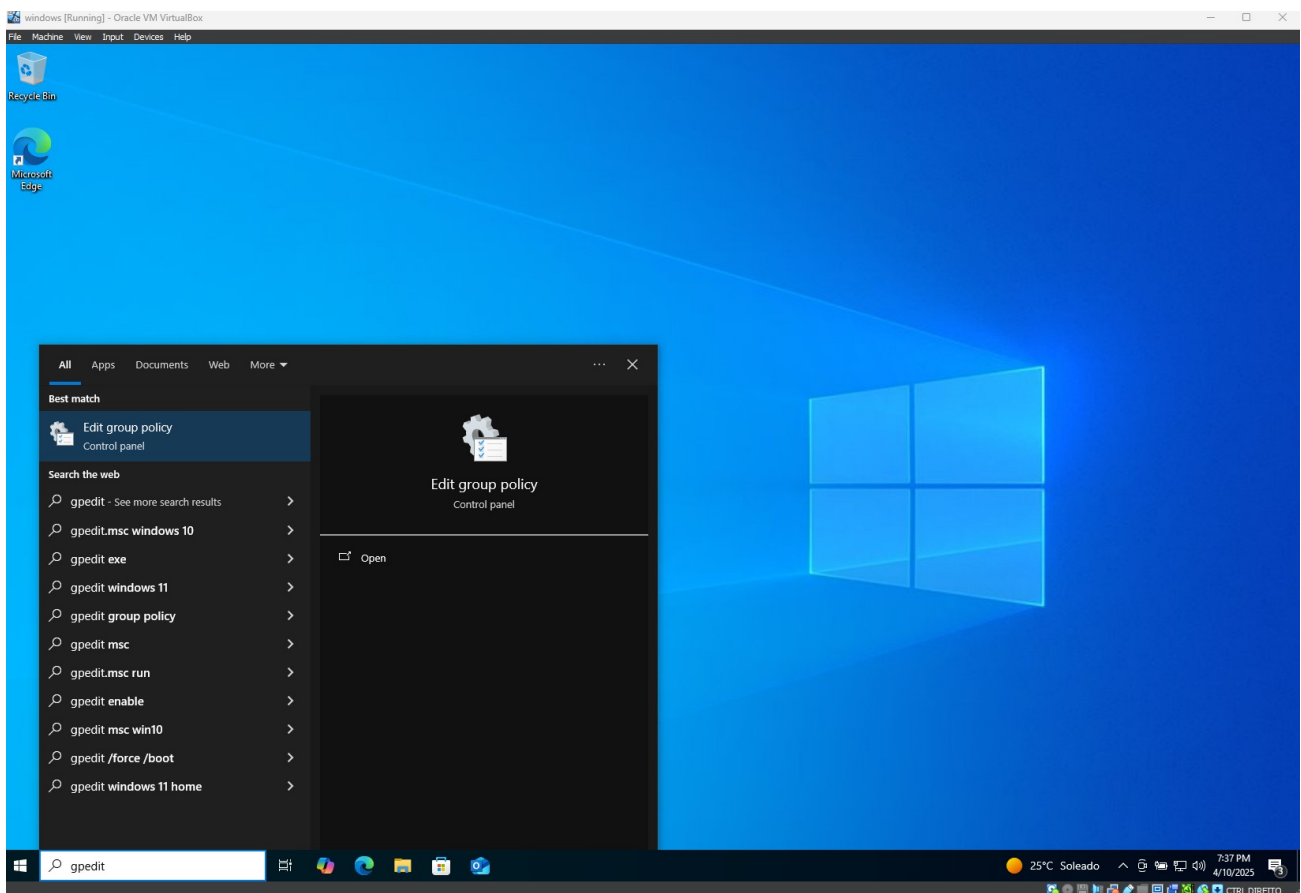 windows [Running] - Oracle VM VirtualBox
File Machine View Input Devices Help
Recycle Bin
Microsoft
Edge
All Apps Documents Web More
Best match
Edit group policy
Control panel
Search the web
gpedit - See more search results
gpedit.msc windows 10
gpedit exe
gpedit windows 11
gpedit group policy
gpedit msc
gpedit.msc run
gpedit enable
gpedit msc win10
gpedit /force /boot
gpedit windows 11 home
Edit group policy
Control panel
Open
gpedit
25°C Soleado
7:37 PM
4/10/2025
3
CTRL DIREITO